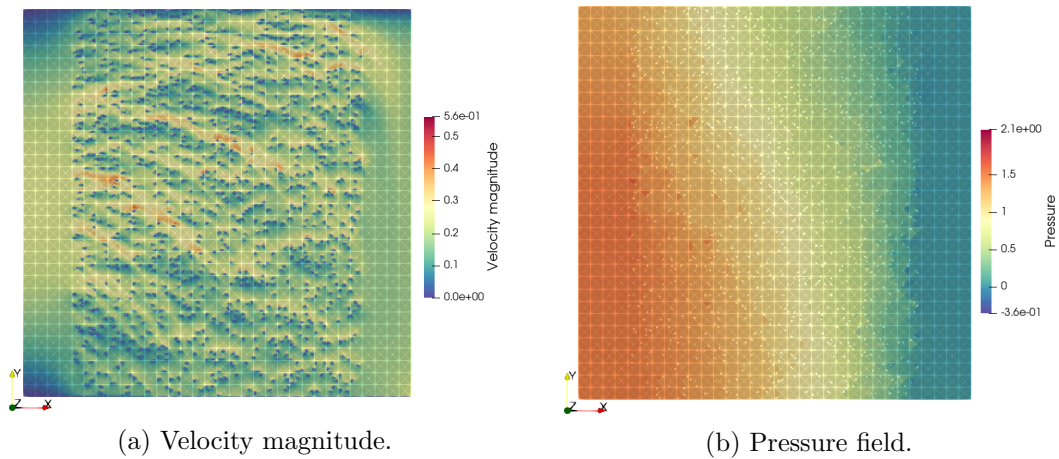 5.6e-01
0.5
0.4
0.3
0.2
0.1
0.0e+00
Velocity magnitude
Y
Z
X
(a) Velocity magnitude.
2.1e+00
1.5
1
0.5
0
-3.6e-01
Pressure
Y
Z
X
(b) Pressure field.